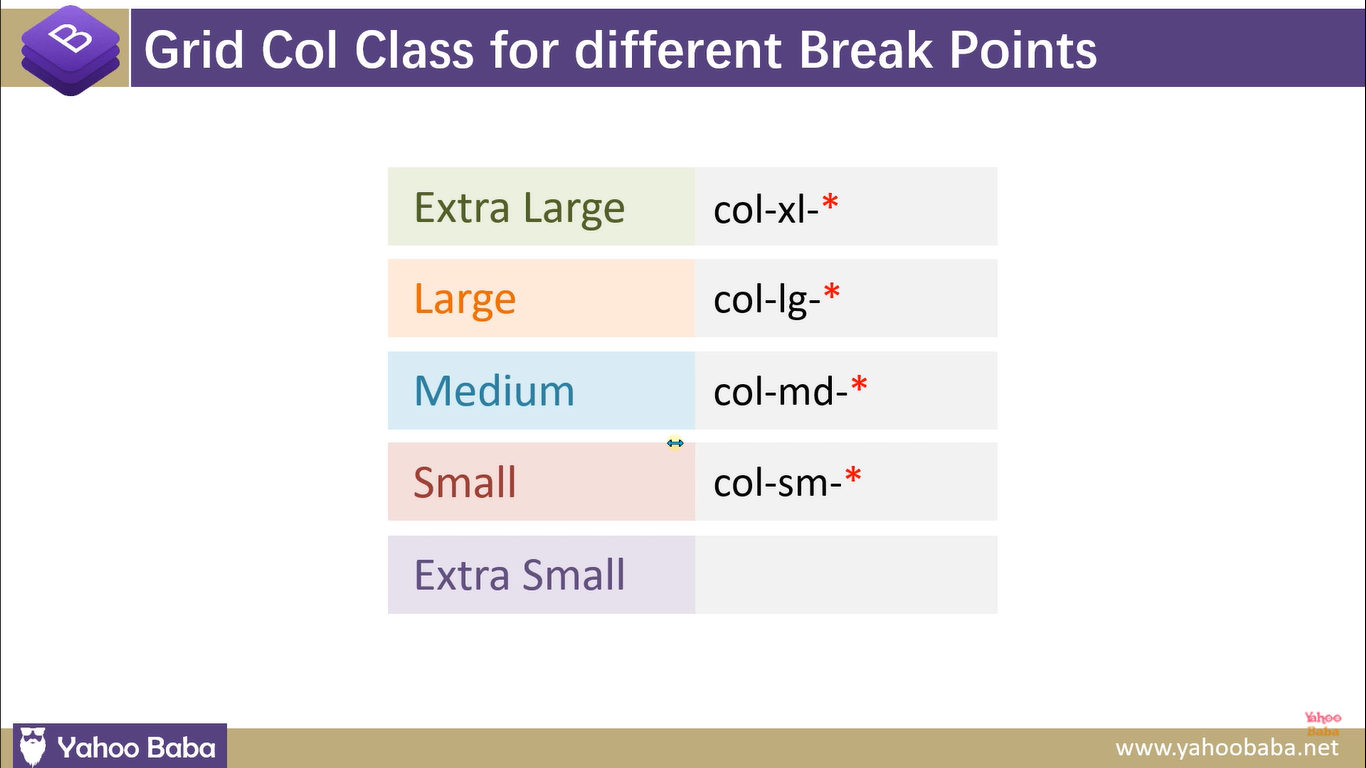 B
Grid Col Class for different Break Points
Extra Large col-xl-*
Large col-lg-*
Medium col-md-*
Small col-sm-*
Extra Small
Yahoo
Baba
Yahoo Baba
www.yahoobaba.net